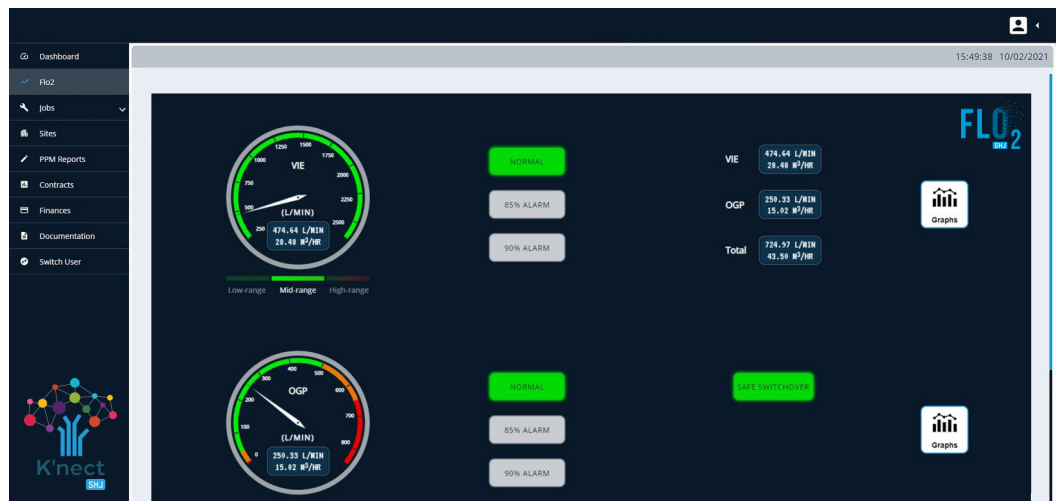 15:49:38 10/02/2021
Dashboard
Flo2
Jobs
Sites
PPM Reports
Contracts
Finances
Documentation
Switch User
K'nect
SHJ
FLO2
SHJ
250
500
750
1000
1250
1500
1750
2000
2250
2500
VIE
(L/MIN)
474.64 L/MIN
28.48 M³/HR
Low-range Mid-range High-range
NORMAL
85% ALARM
90% ALARM
VIE
474.64 L/MIN
28.48 M³/HR
OGP
250.33 L/MIN
15.02 M³/HR
Total
724.97 L/MIN
43.50 M³/HR
Graphs
0
100
200
300
400
500
600
700
800
OGP
(L/MIN)
250.33 L/MIN
15.02 M³/HR
NORMAL
85% ALARM
90% ALARM
SAFE SWITCHOVER
Graphs